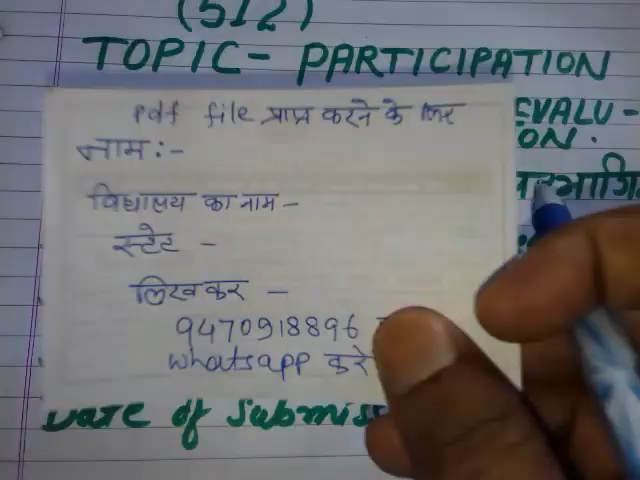 (512)
TOPIC- PARTICIPATION
pdf file प्राप्त करने के लिए
EVALU-
नाम :-
ON.
विद्यालय का नाम -
स्टेट -
लिखकर -
9470918896
whatsapp करे
Date of Submiss